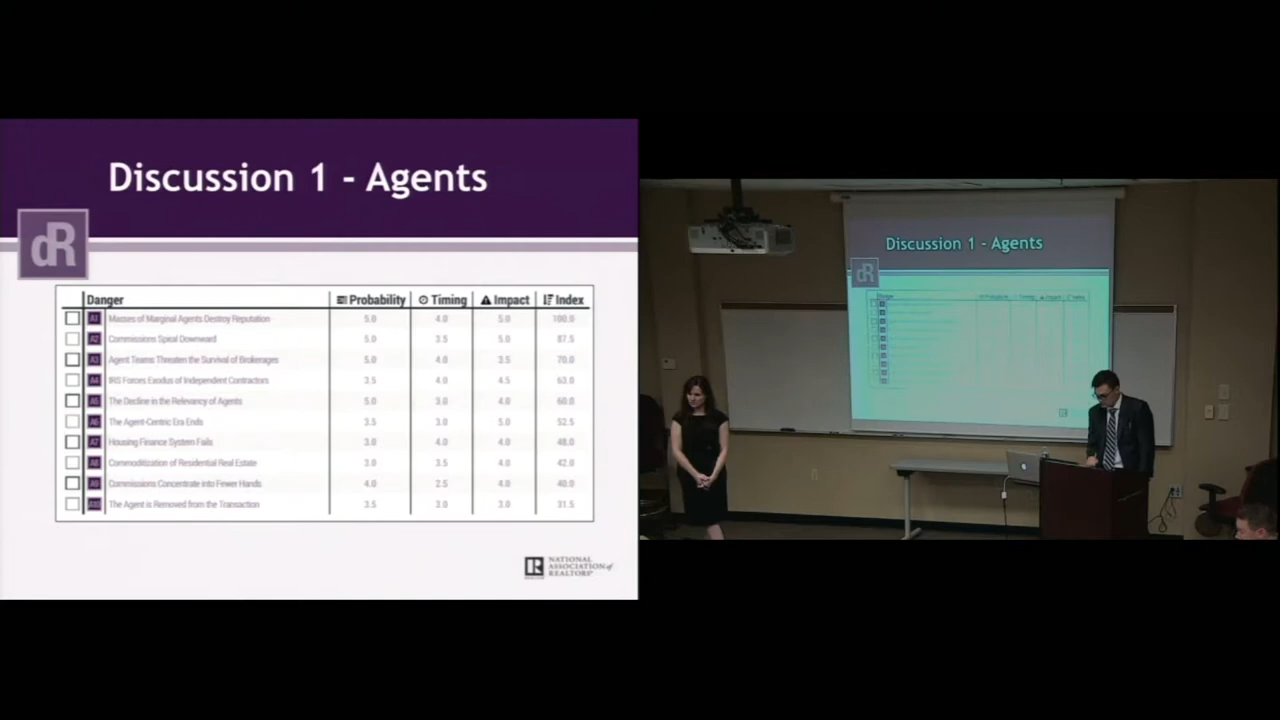 Discussion 1 - Agents
dR
Danger Probability Timing Impact Index
A1 Masses of Marginal Agents Destroy Reputation 5.0 4.0 5.0 100.0
A2 Commissions Spiral Downward 5.0 3.5 5.0 87.5
A3 Agent Teams Threaten the Survival of Brokerages 5.0 4.0 3.5 70.0
A4 IRS Forces Exodus of Independent Contractors 3.5 4.0 4.5 63.0
A5 The Decline in the Relevancy of Agents 5.0 3.0 4.0 60.0
A6 The Agent-Centric Era Ends 3.5 3.0 5.0 52.5
A7 Housing Finance System Fails 3.0 4.0 4.0 48.0
A8 Commoditization of Residential Real Estate 3.0 3.5 4.0 42.0
A9 Commissions Concentrate into Fewer Hands 4.0 2.5 4.0 40.0
A10 The Agent is Removed from the Transaction 3.5 3.0 3.0 31.5
R
NATIONAL
ASSOCIATION of
REALTORS®
Discussion 1 - Agents
dR